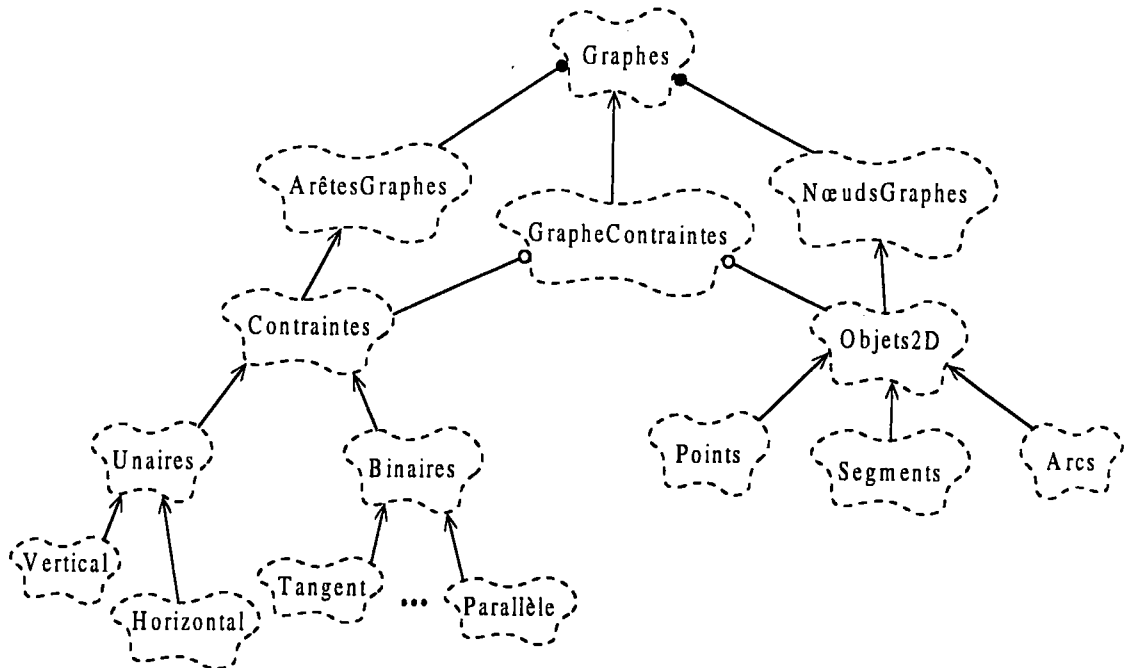 Graphes
ArêtesGraphes
NœudsGraphes
GrapheContraintes
Contraintes
Objets2D
Unaires
Binaires
Points
Segments
Arcs
Vertical
Tangent
...
Parallèle
Horizontal